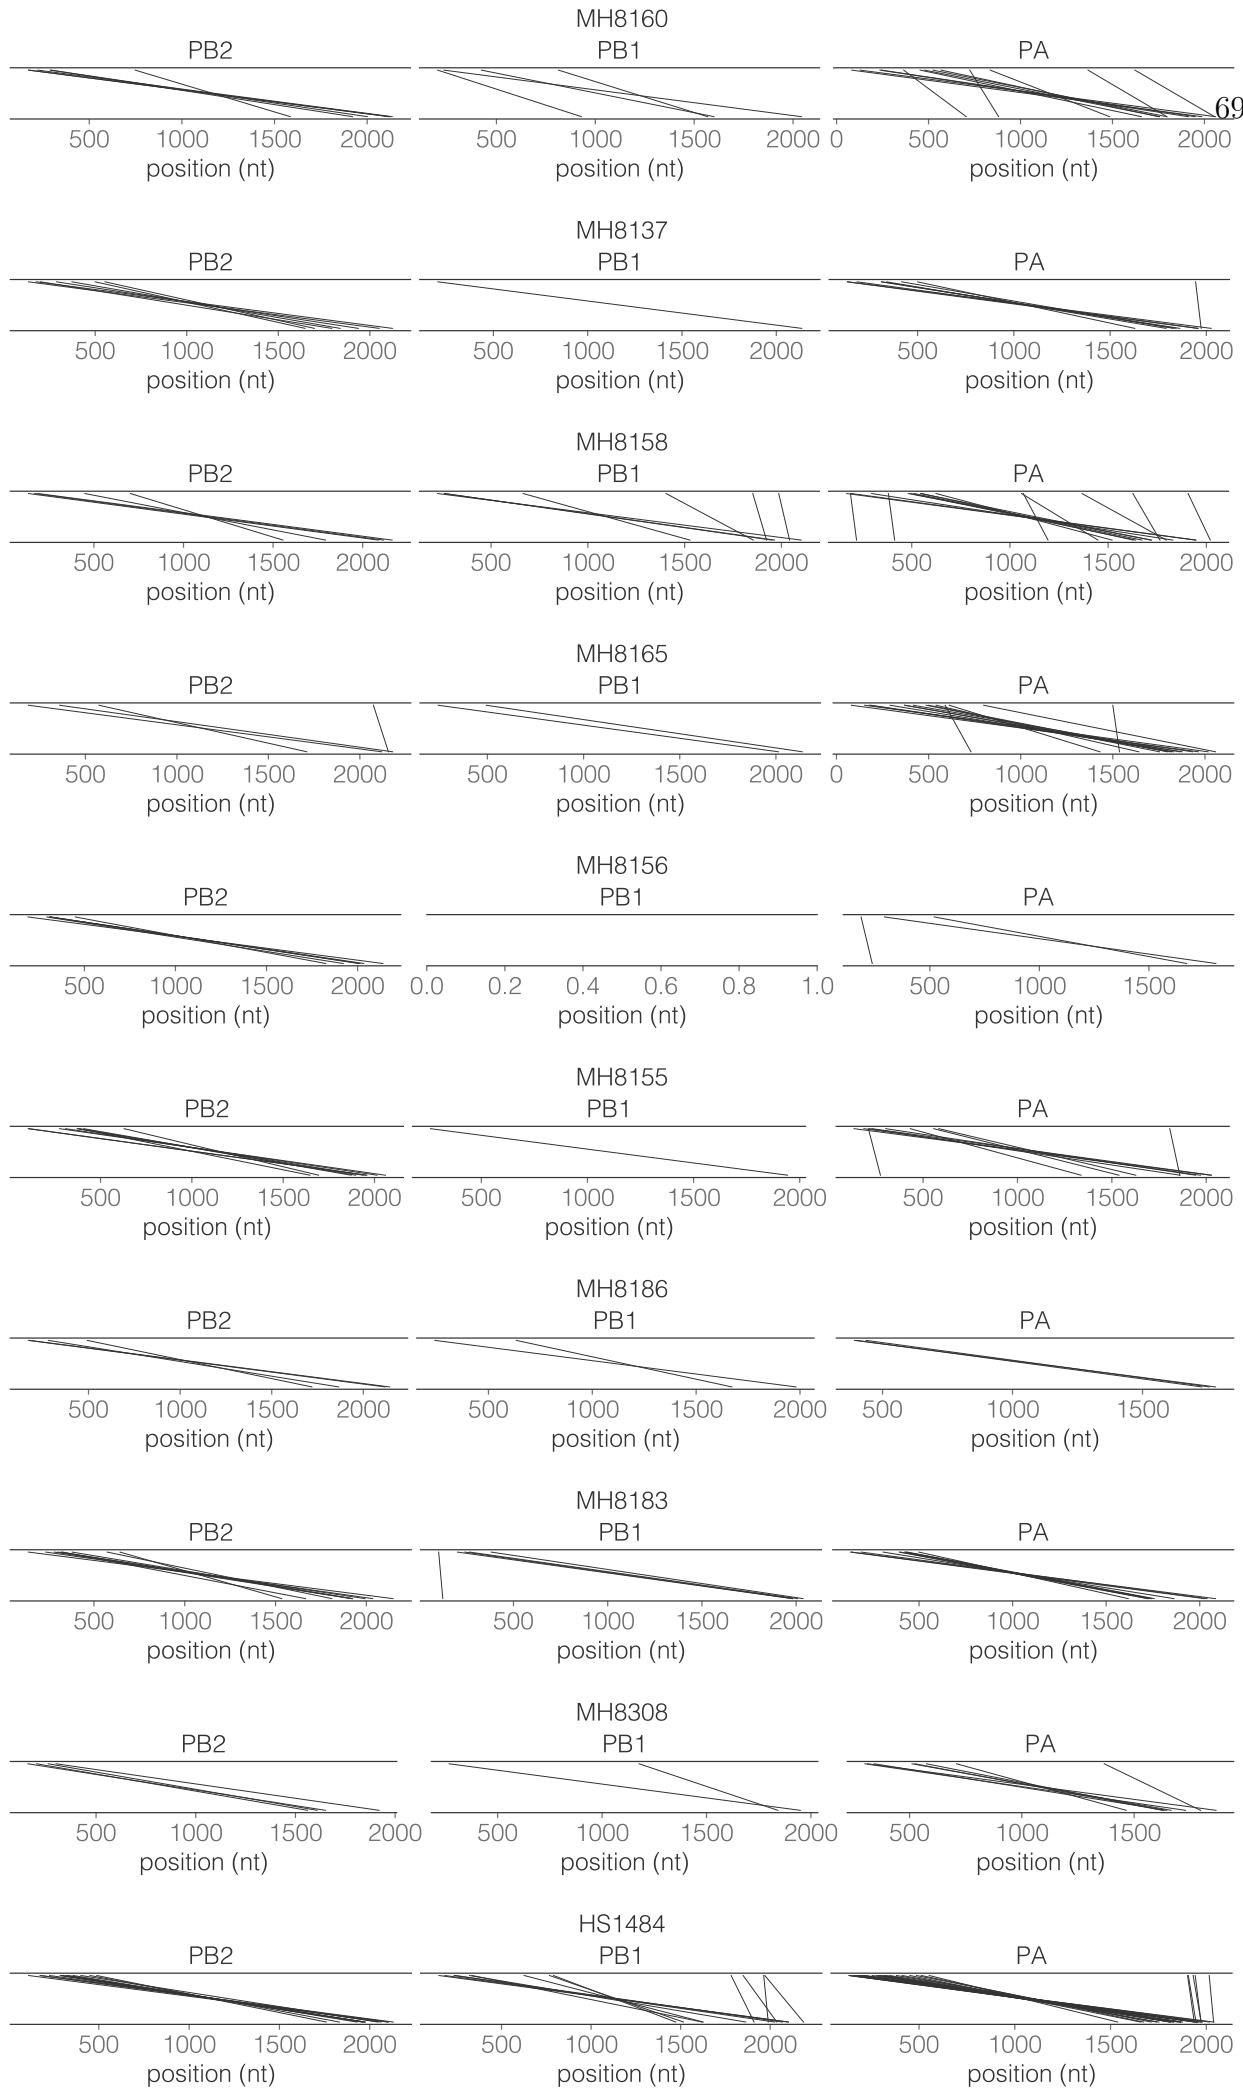 MH8160
PB2 PB1 PA
69
500 1000 1500 2000 500 1000 1500 2000 0 500 1000 1500 2000
position (nt) position (nt) position (nt)
MH8137
PB2 PB1 PA
500 1000 1500 2000 500 1000 1500 2000 500 1000 1500 2000
position (nt) position (nt) position (nt)
MH8158
PB2 PB1 PA
500 1000 1500 2000 500 1000 1500 2000 500 1000 1500 2000
position (nt) position (nt) position (nt)
MH8165
PB2 PB1 PA
500 1000 1500 2000 500 1000 1500 2000 0 500 1000 1500 2000
position (nt) position (nt) position (nt)
MH8156
PB2 PB1 PA
500 1000 1500 2000 0.0 0.2 0.4 0.6 0.8 1.0 500 1000 1500
position (nt) position (nt) position (nt)
MH8155
PB2 PB1 PA
500 1000 1500 2000 500 1000 1500 2000 500 1000 1500 2000
position (nt) position (nt) position (nt)
MH8186
PB2 PB1 PA
500 1000 1500 2000 500 1000 1500 2000 500 1000 1500
position (nt) position (nt) position (nt)
MH8183
PB2 PB1 PA
500 1000 1500 2000 500 1000 1500 2000 500 1000 1500 2000
position (nt) position (nt) position (nt)
MH8308
PB2 PB1 PA
500 1000 1500 2000 500 1000 1500 2000 500 1000 1500
position (nt) position (nt) position (nt)
HS1484
PB2 PB1 PA
500 1000 1500 2000 500 1000 1500 2000 500 1000 1500 2000
position (nt) position (nt) position (nt)